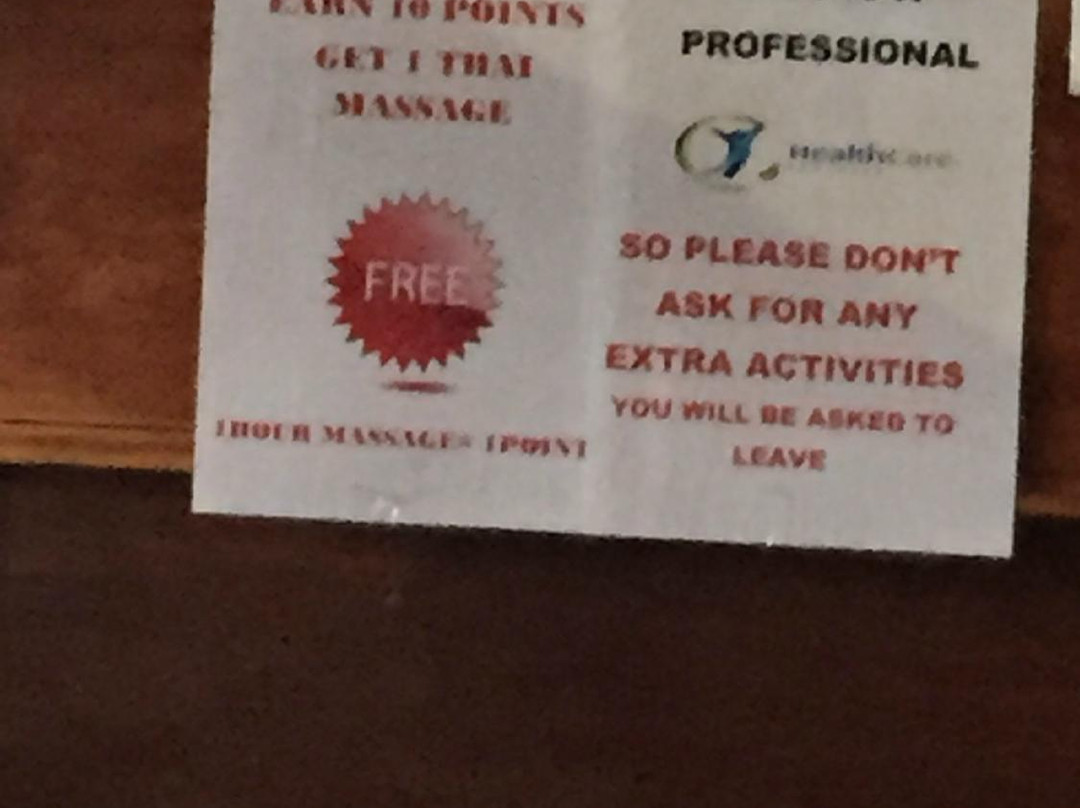 EARN 10 POINTS
GET 1 THAI
MASSAGE
FREE
1HOUR MASSAGE= 1POINT
PROFESSIONAL
HealthCare
SO PLEASE DON'T
ASK FOR ANY
EXTRA ACTIVITIES
YOU WILL BE ASKED TO
LEAVE